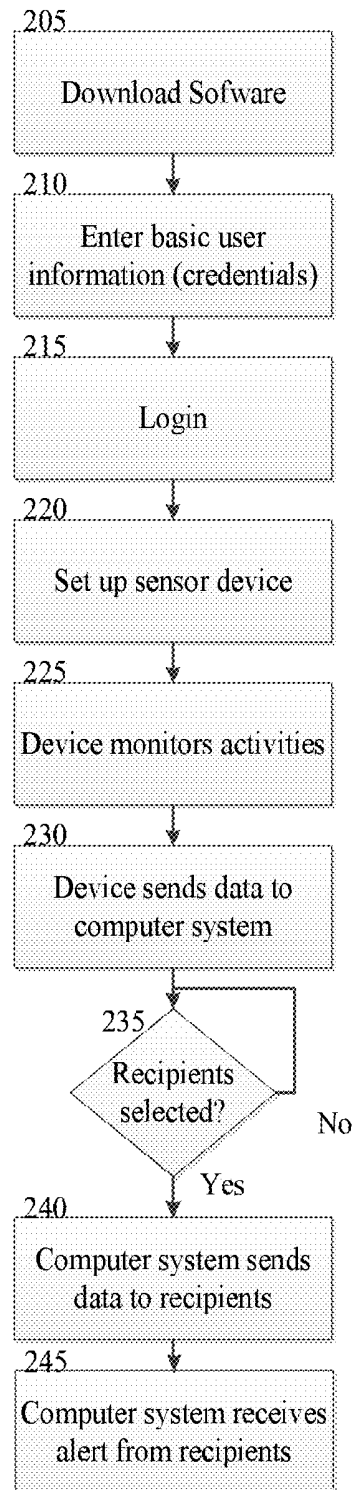 205
Download Sofware
210
Enter basic user
information (credentials)
215
Login
220
Set up sensor device
225
Device monitors activities
230
Device sends data to
computer system
235
Recipients
selected?
No
Yes
240
Computer system sends
data to recipients
245
Computer system receives
alert from recipients